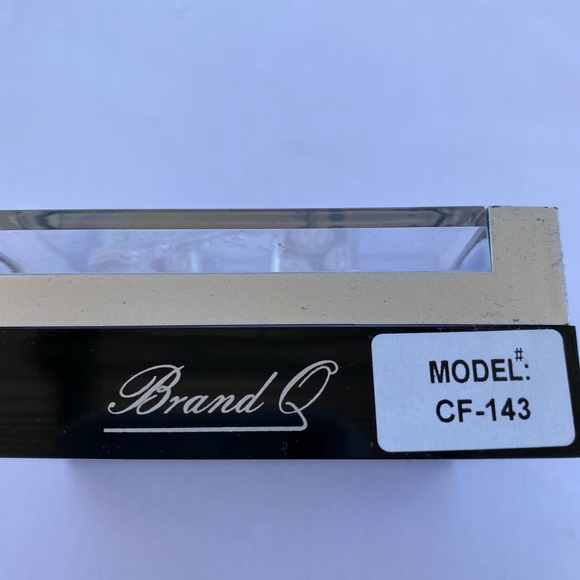 Brand Q
MODEL#:
CF-143